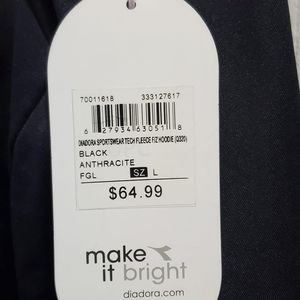 70011618 333127617
6 27934 63051 8
DIADORA SPORTSWEAR TECH FLEECE F/Z HOODIE (Q320)
BLACK
ANTHRACITE
FGL SZ L
$64.99
make
it bright
diadora.com